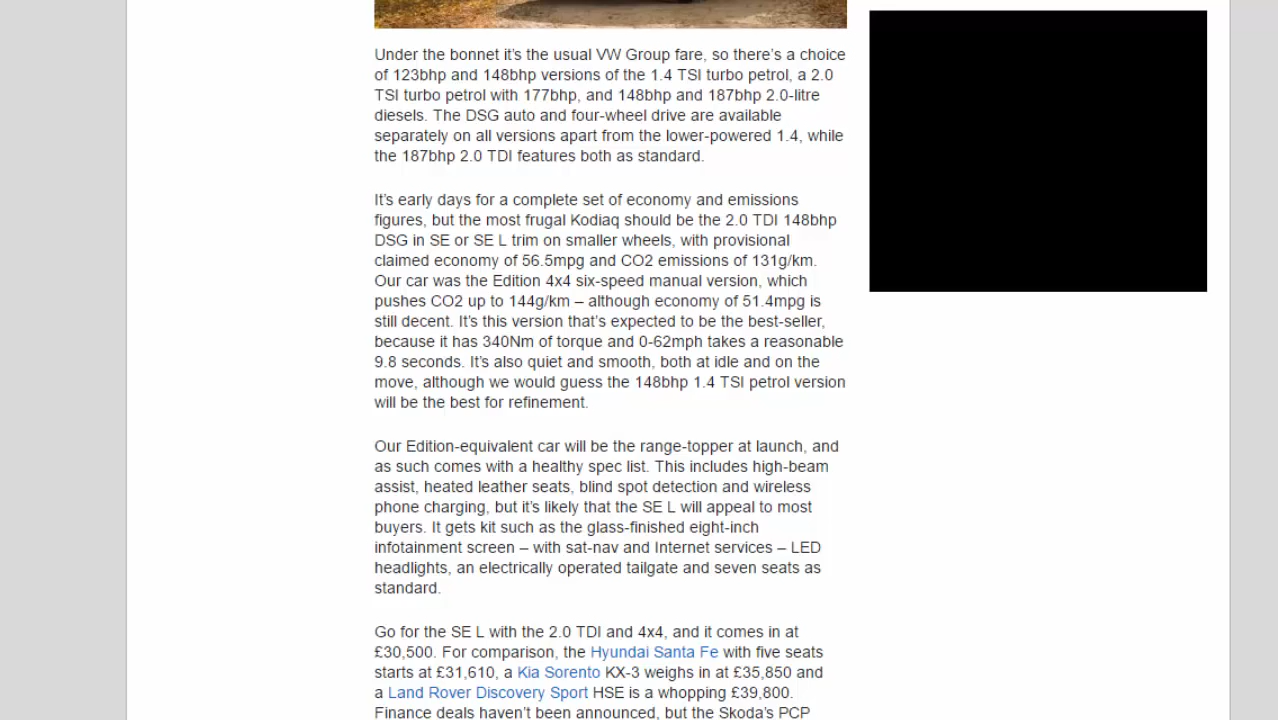 Under the bonnet it's the usual VW Group fare, so there's a choice
of 123bhp and 148bhp versions of the 1.4 TSI turbo petrol, a 2.0
TSI turbo petrol with 177bhp, and 148bhp and 187bhp 2.0-litre
diesels. The DSG auto and four-wheel drive are available
separately on all versions apart from the lower-powered 1.4, while
the 187bhp 2.0 TDI features both as standard.
It's early days for a complete set of economy and emissions
figures, but the most frugal Kodiaq should be the 2.0 TDI 148bhp
DSG in SE or SE L trim on smaller wheels, with provisional
claimed economy of 56.5mpg and CO2 emissions of 131g/km.
Our car was the Edition 4x4 six-speed manual version, which
pushes CO2 up to 144g/km – although economy of 51.4mpg is
still decent. It's this version that's expected to be the best-seller,
because it has 340Nm of torque and 0-62mph takes a reasonable
9.8 seconds. It's also quiet and smooth, both at idle and on the
move, although we would guess the 148bhp 1.4 TSI petrol version
will be the best for refinement.
Our Edition-equivalent car will be the range-topper at launch, and
as such comes with a healthy spec list. This includes high-beam
assist, heated leather seats, blind spot detection and wireless
phone charging, but it's likely that the SE L will appeal to most
buyers. It gets kit such as the glass-finished eight-inch
infotainment screen – with sat-nav and Internet services – LED
headlights, an electrically operated tailgate and seven seats as
standard.
Go for the SE L with the 2.0 TDI and 4x4, and it comes in at
£30,500. For comparison, the Hyundai Santa Fe with five seats
starts at £31,610, a Kia Sorento KX-3 weighs in at £35,850 and
a Land Rover Discovery Sport HSE is a whopping £39,800.
Finance deals haven't been announced, but the Skoda's PCP